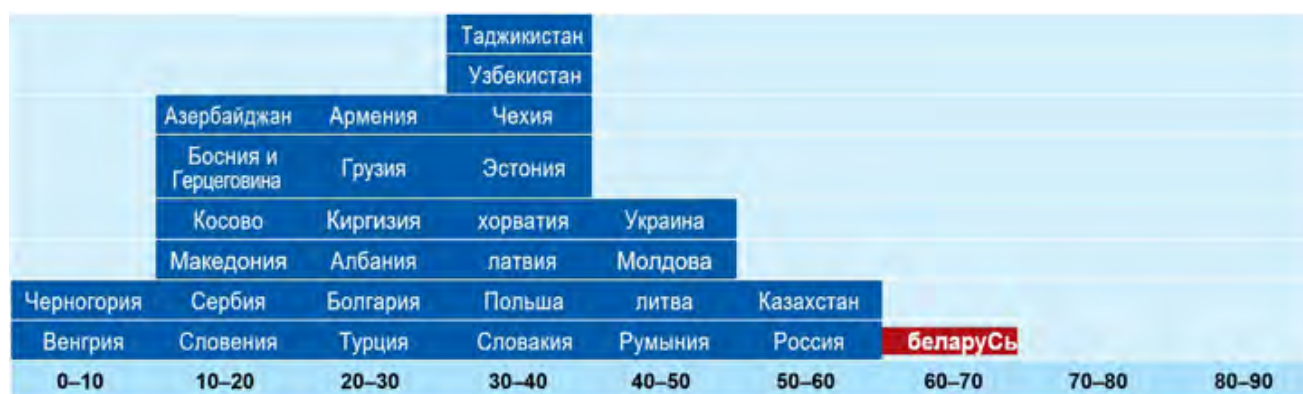 Таджикистан
Узбекистан
Азербайджан Армения Чехия
Босния и
Герцеговина Грузия Эстония
Косово Киргизия хорватия Украина
Македония Албания латвия Молдова
Черногория Сербия Болгария Польша литва Казахстан
Венгрия Словения Турция Словакия Румыния Россия беларуСь
0–10 10–20 20–30 30–40 40–50 50–60 60–70 70–80 80–90